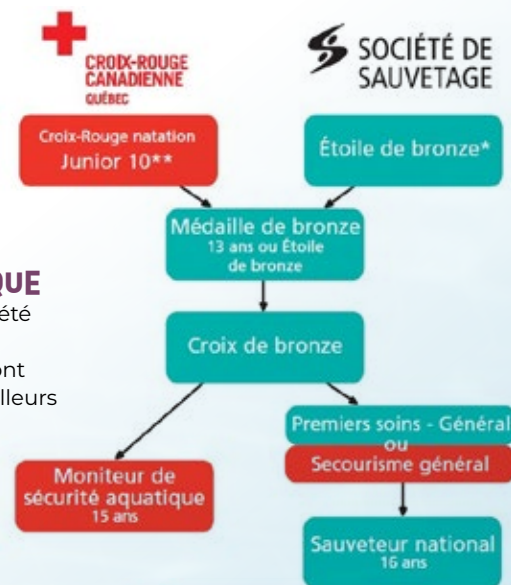 CROIX-ROUGE
CANADIENNE
QUÉBEC
SOCIÉTÉ DE
SAUVETAGE
Croix-Rouge natation
Junior 10**
Étoile de bronze*
Médaille de bronze
13 ans ou Étoile
de bronze
QUE
été
ont
lleurs
Croix de bronze
Premiers soins - Général
ou
Secourisme général
Moniteur de
sécurité aquatique
15 ans
Sauveteur national
16 ans